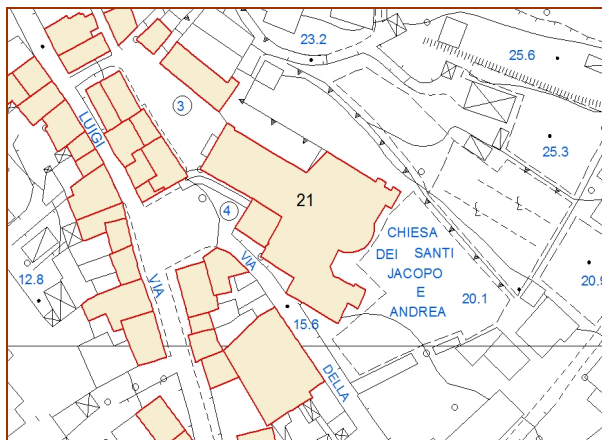 23.2
25.6
3
LUIGI
25.3
21
4
CHIESA
DEI SANTI
JACOPO
E
ANDREA
VIA
VIA
12.8
20.1
20.9
15.6
DELLA